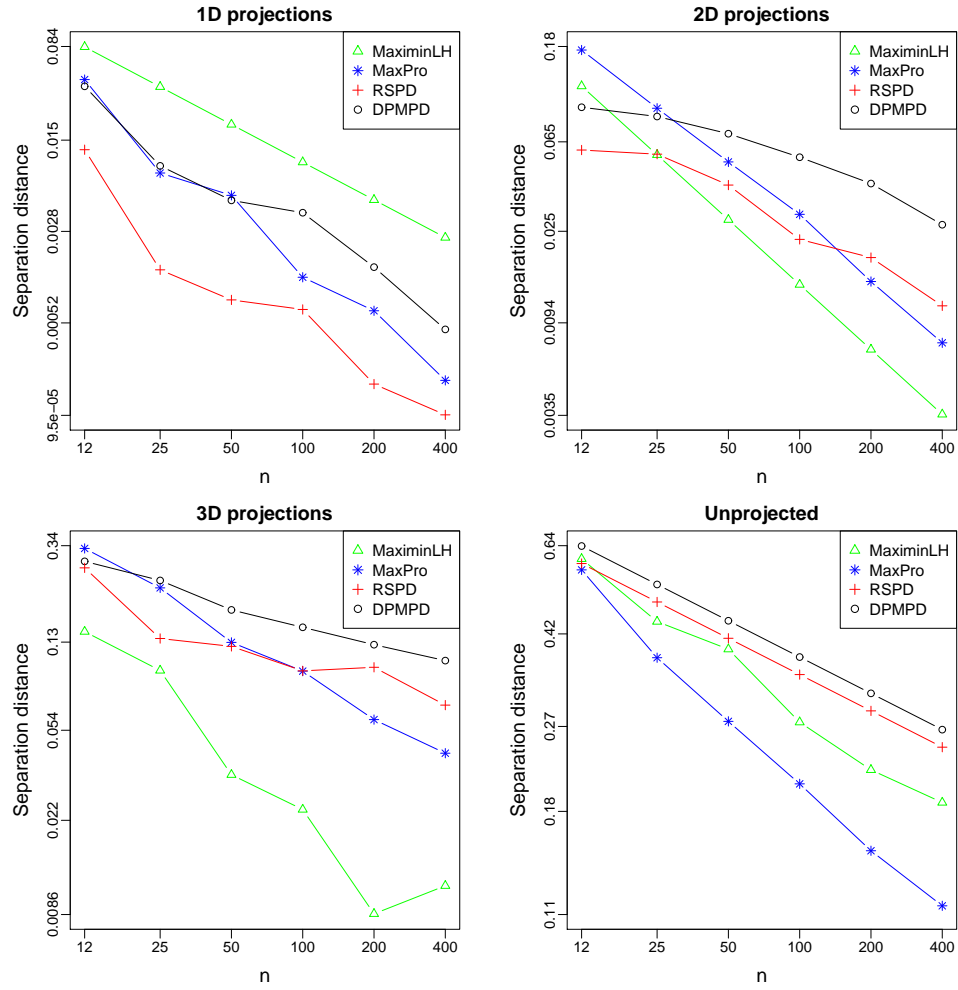 1D projections
Separation distance
0.084
0.015
0.0028
0.00052
9.5e-05
MaximinLH
MaxPro
RSPD
DPMPD
12 25 50 100 200 400
n
2D projections
Separation distance
0.18
0.065
0.025
0.0094
0.0035
MaximinLH
MaxPro
RSPD
DPMPD
12 25 50 100 200 400
n
3D projections
Separation distance
0.34
0.13
0.054
0.022
0.0086
MaximinLH
MaxPro
RSPD
DPMPD
12 25 50 100 200 400
n
Unprojected
Separation distance
0.64
0.42
0.27
0.18
0.11
MaximinLH
MaxPro
RSPD
DPMPD
12 25 50 100 200 400
n